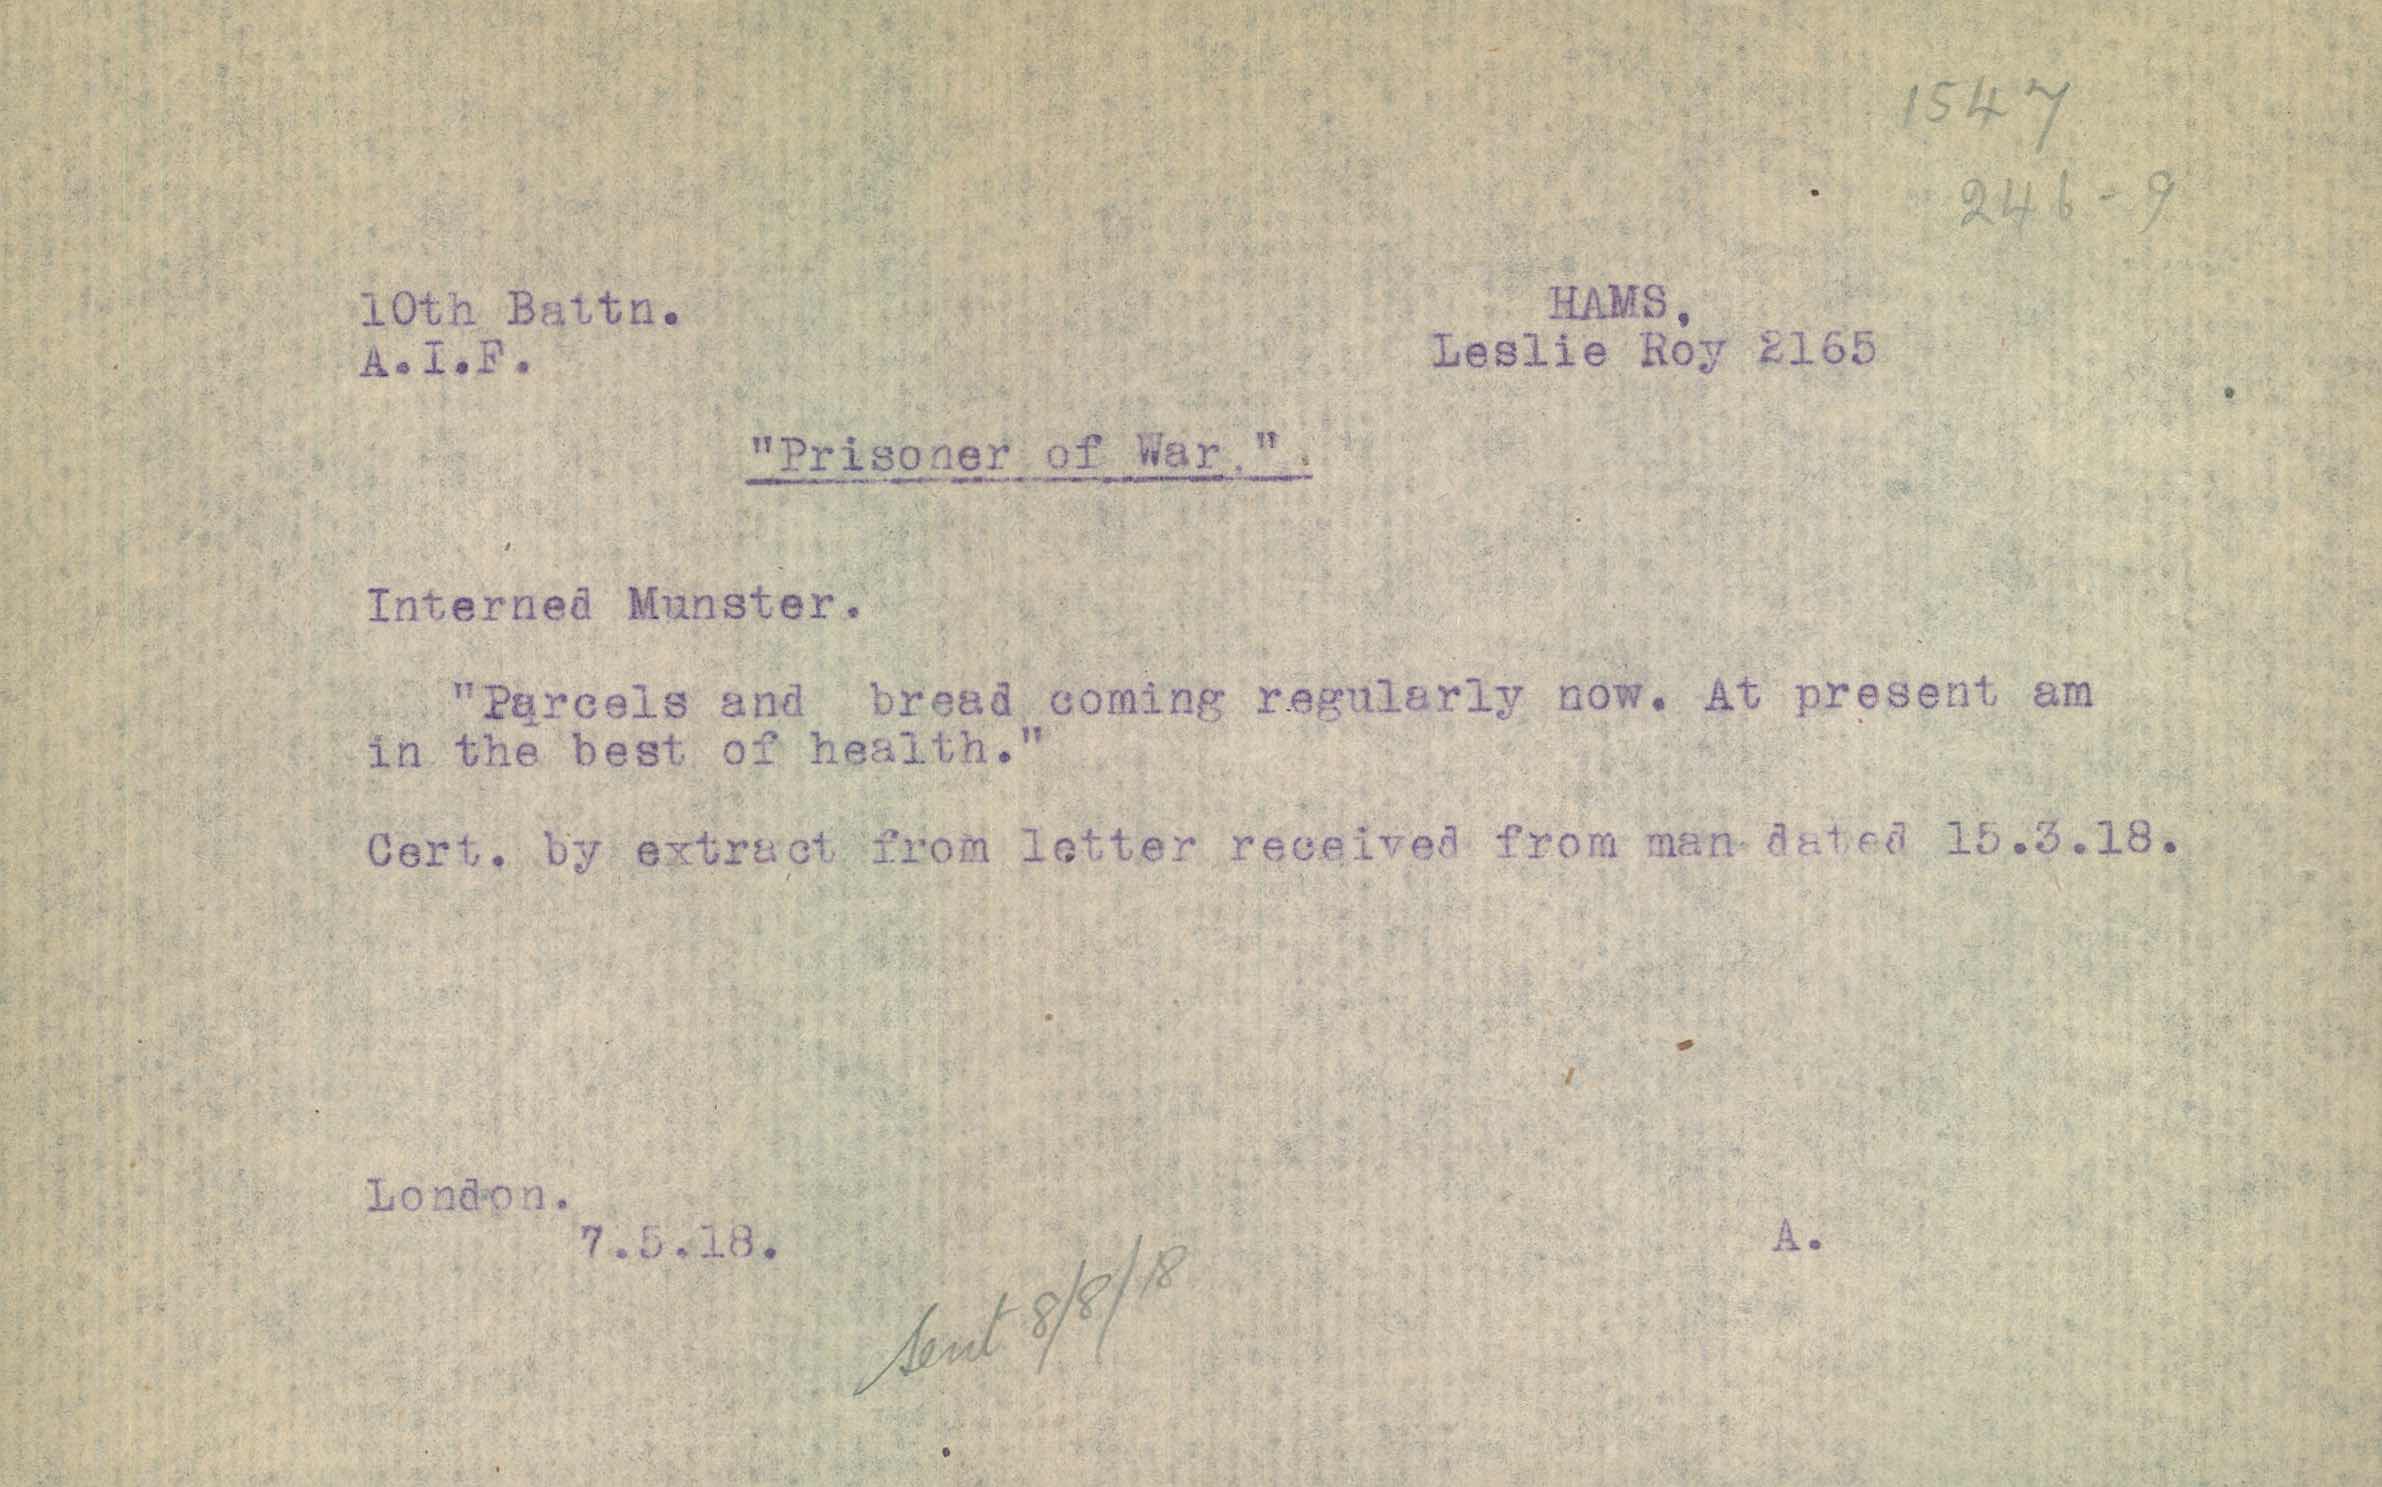 1547
246-9
10th Battn.
A.I.F.
HAMS,
Leslie Roy 2165
"Prisoner of War.".
Interned Munster.
"Parcels and bread coming regularly now. At present am
in the best of health."
Cert. by extract from letter received from man dated 15.3.18.
London.
7.5.18.
A.
Sent 8/8/18